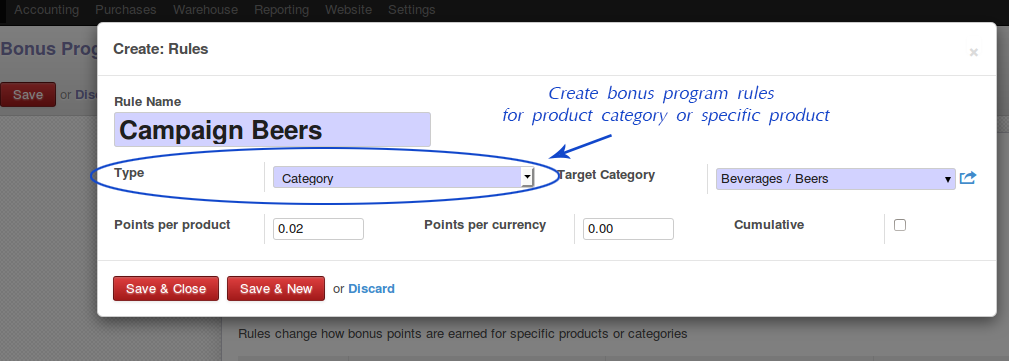 Accounting Purchases Warehouse Reporting Website Settings
Bonus Prog
Create: Rules ×
Save or Dis
Create bonus program rules
for product category or specific product
Rule Name
Campaign Beers
Type Category Target Category Beverages / Beers
Points per product 0.02 Points per currency 0.00 Cumulative
Save & Close Save & New or Discard
Rules change how bonus points are earned for specific products or categories